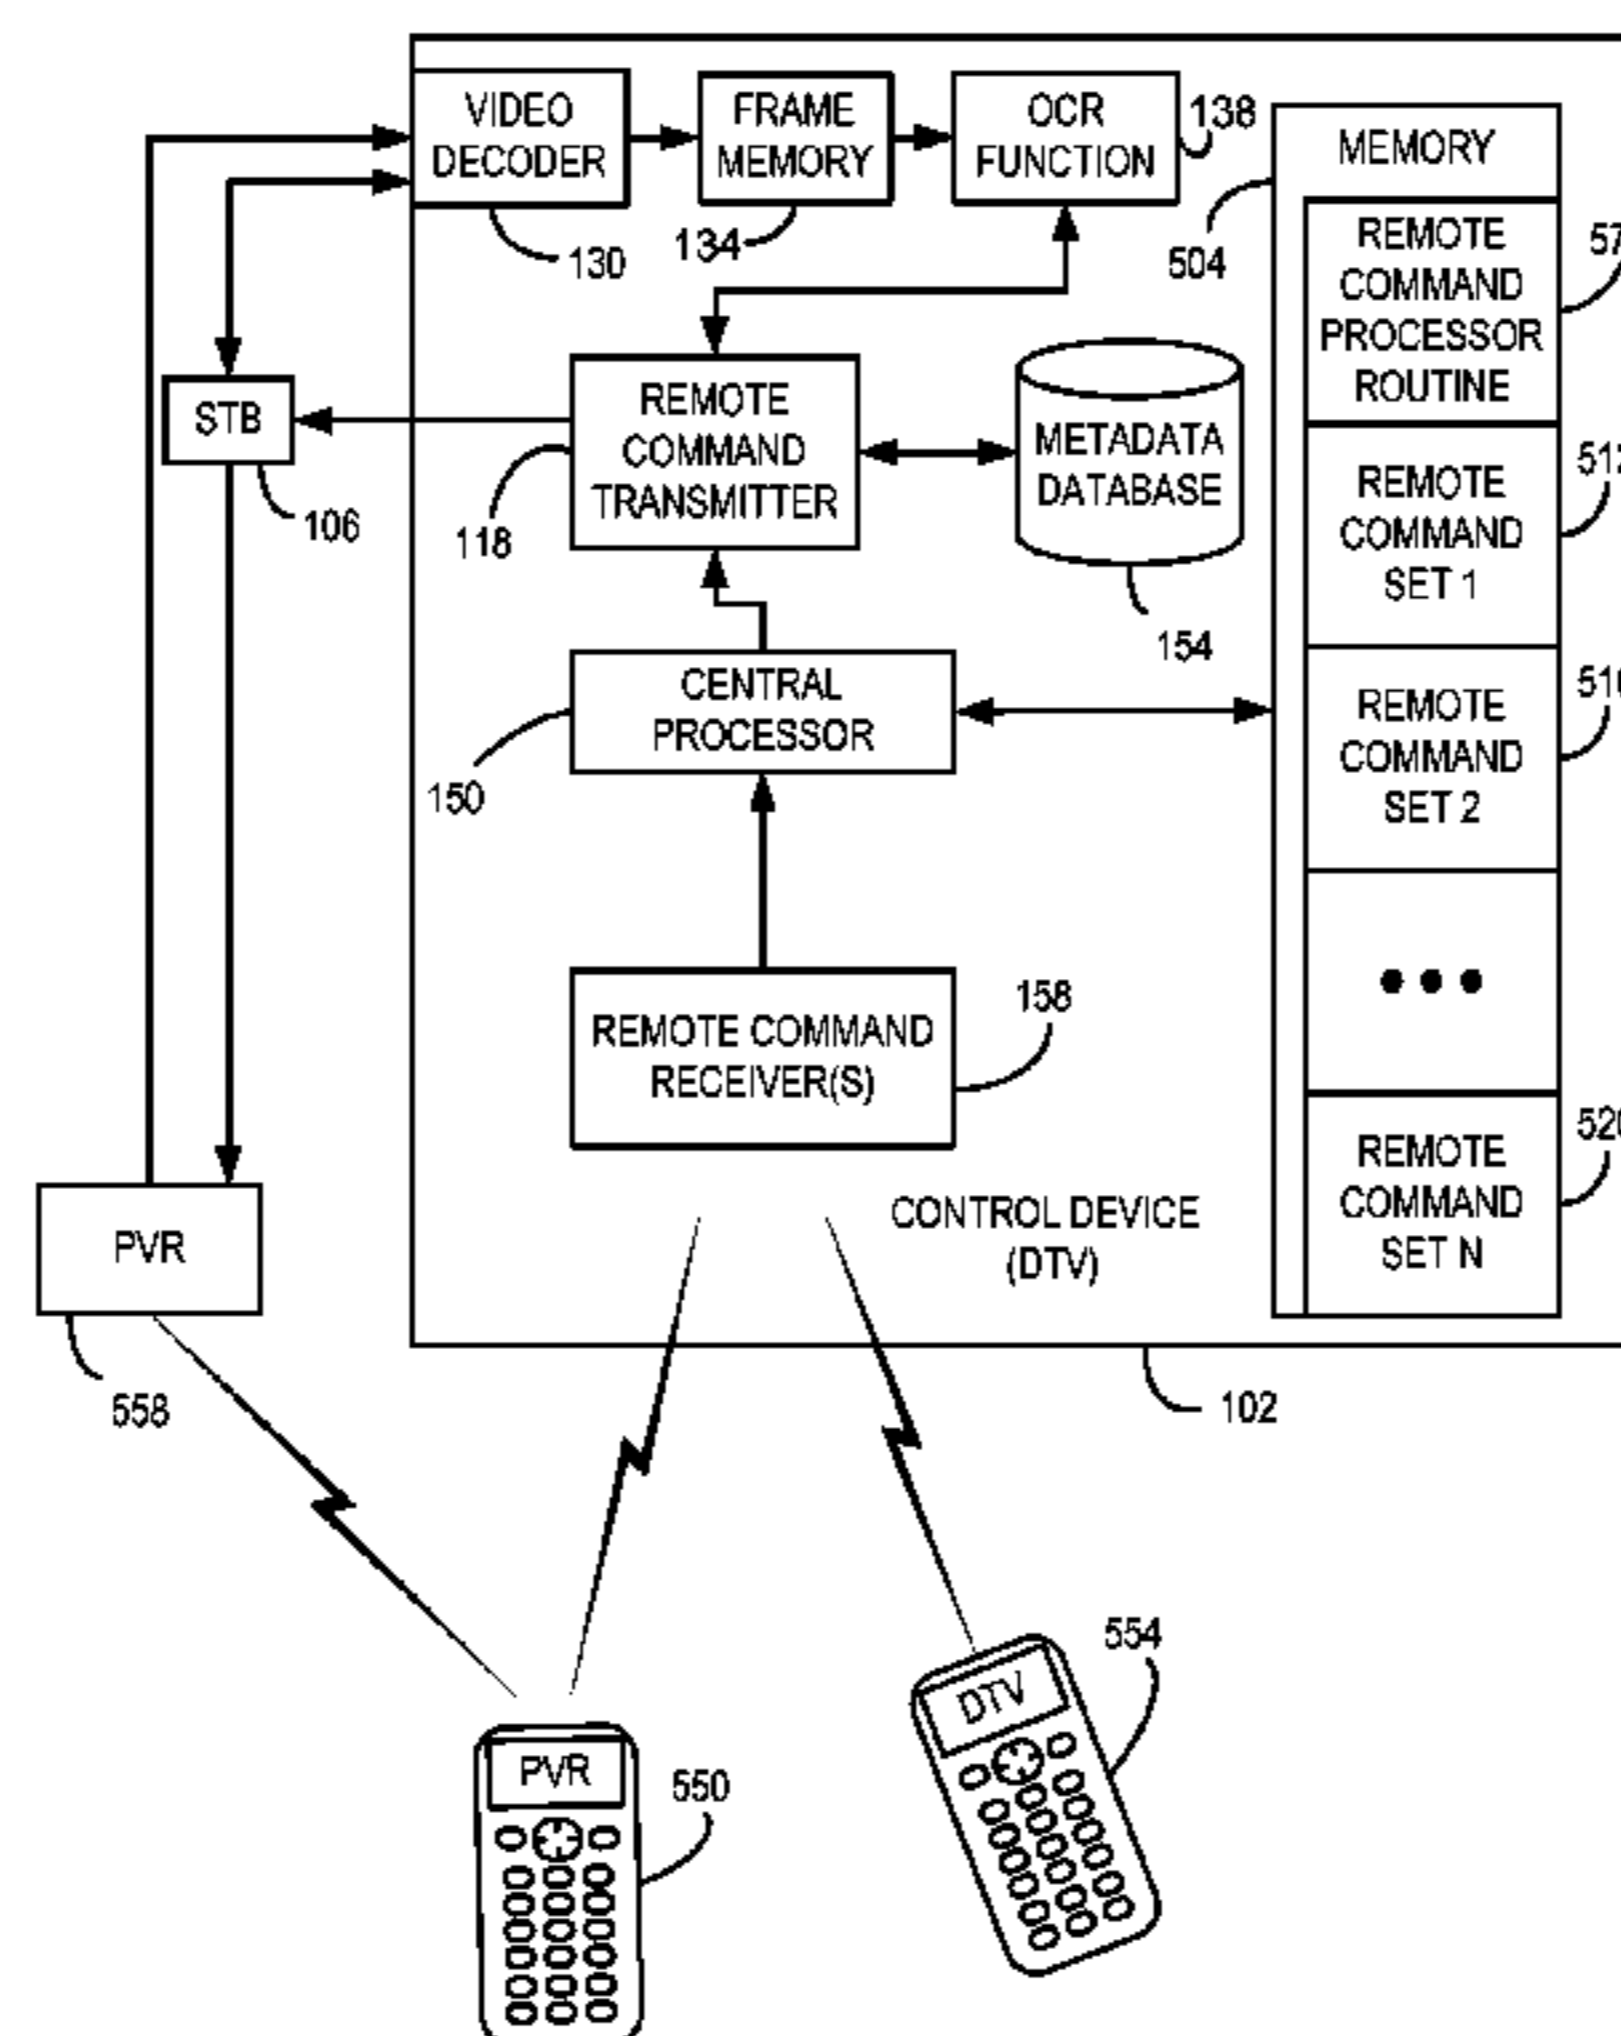 VIDEO
DECODER
130
FRAME
MEMORY
134
OCR
FUNCTION
138
MEMORY
504
REMOTE
COMMAND
PROCESSOR
ROUTINE
REMOTE
COMMAND
SET 1
REMOTE
COMMAND
SET 2
REMOTE
COMMAND
SET N
STB
106
REMOTE
COMMAND
TRANSMITTER
118
METADATA
DATABASE
154
CENTRAL
PROCESSOR
150
REMOTE COMMAND
RECEIVER(S)
158
CONTROL DEVICE
(DTV)
102
PVR
558
PVR
550
DTV
554